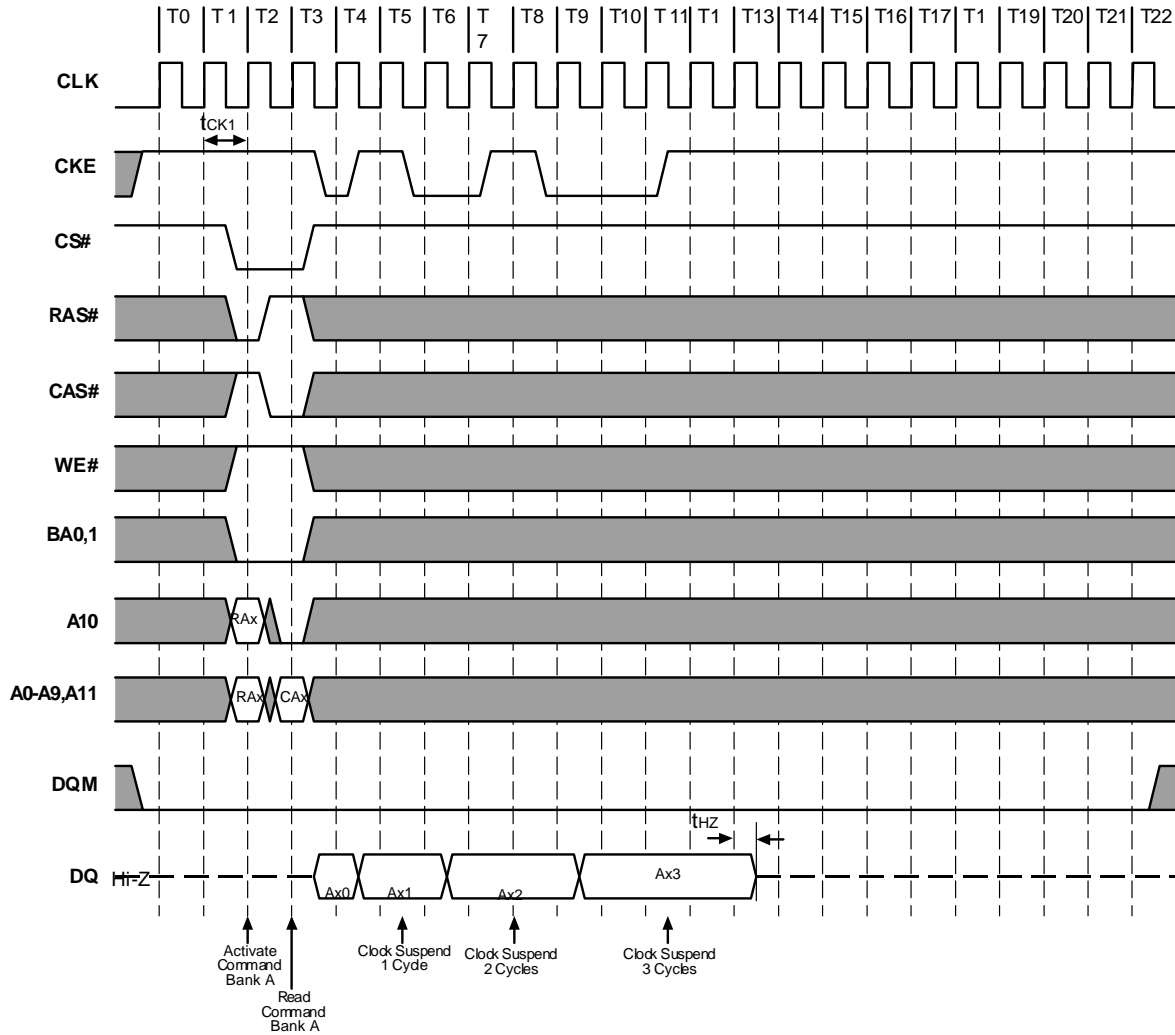 T0 T1 T2 T3 T4 T5 T6 T7 T8 T9 T10 T11 T1 T13 T14 T15 T16 T17 T1 T19 T20 T21 T22
CLK
tCK1
CKE
CS#
RAS#
CAS#
WE#
BA0,1
A10
RAx
A0-A9,A11
RAx CAx
DQM
tHZ
DQ
Hi-Z
Ax0 Ax1 Ax2 Ax3
Activate
Command
Bank A
Read
Command
Bank A
Clock Suspend
1 Cycle
Clock Suspend
2 Cycles
Clock Suspend
3 Cycles